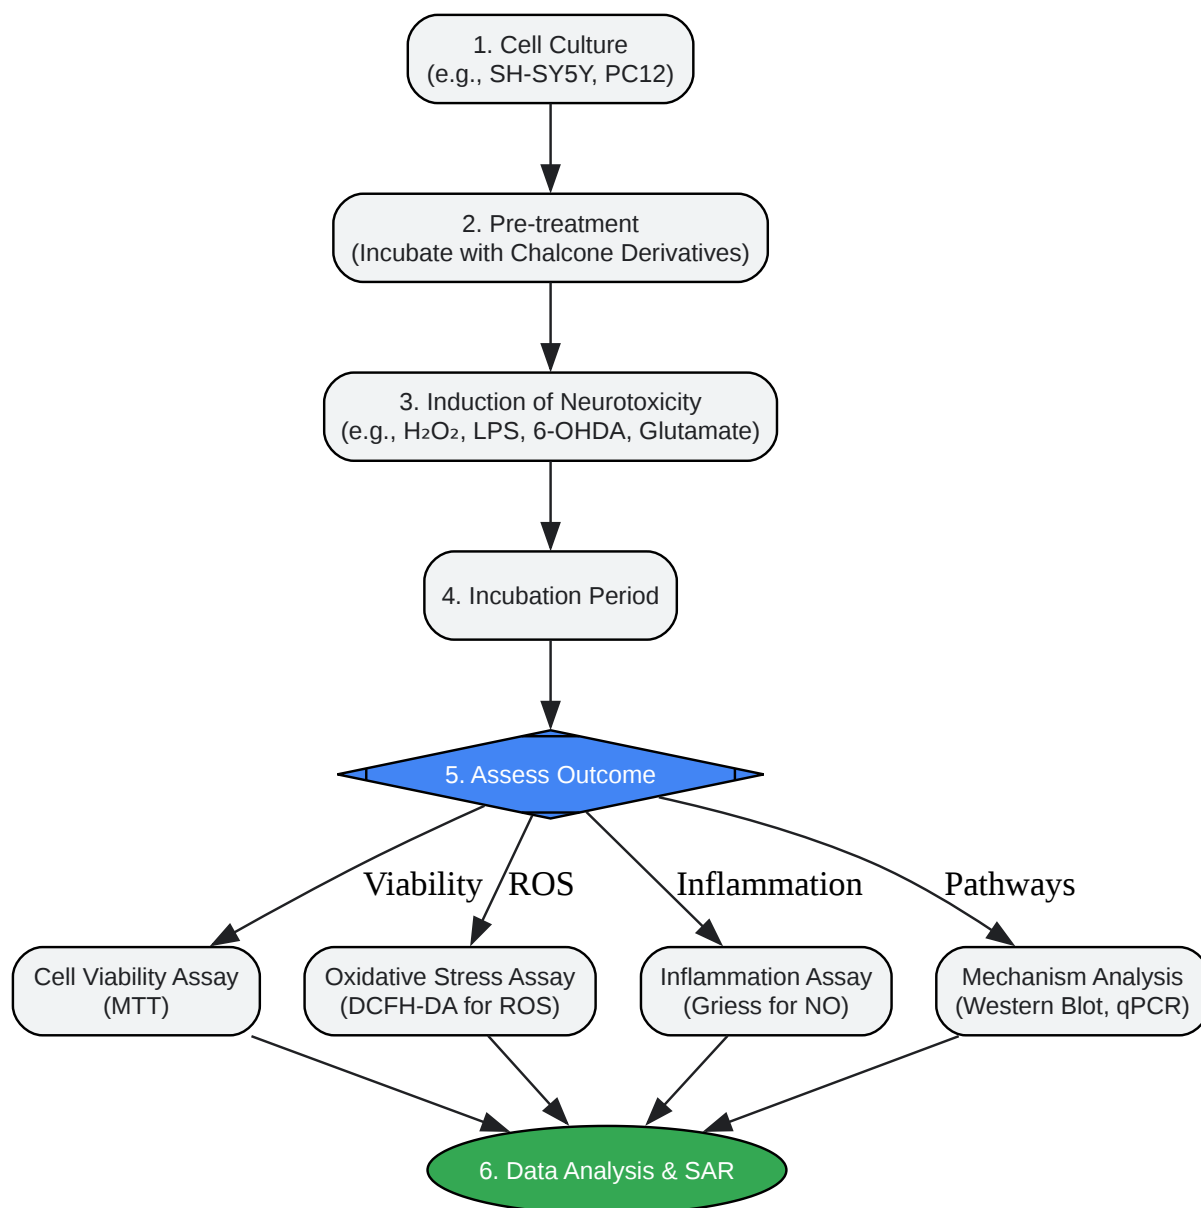 1. Cell Culture
(e.g., SH-SY5Y, PC12)
2. Pre-treatment
(Incubate with Chalcone Derivatives)
3. Induction of Neurotoxicity
(e.g., H₂O₂, LPS, 6-OHDA, Glutamate)
4. Incubation Period
5. Assess Outcome
Viability
ROS
Inflammation
Pathways
Cell Viability Assay
(MTT)
Oxidative Stress Assay
(DCFH-DA for ROS)
Inflammation Assay
(Griess for NO)
Mechanism Analysis
(Western Blot, qPCR)
6. Data Analysis & SAR